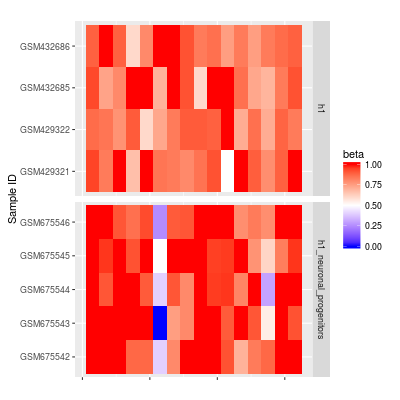 Sample ID
GSM432686
GSM432685
GSM429322
GSM429321
h1
GSM675546
GSM675545
GSM675544
GSM675543
GSM675542
h1_neuronal_progenitors
beta
1.00
0.75
0.50
0.25
0.00